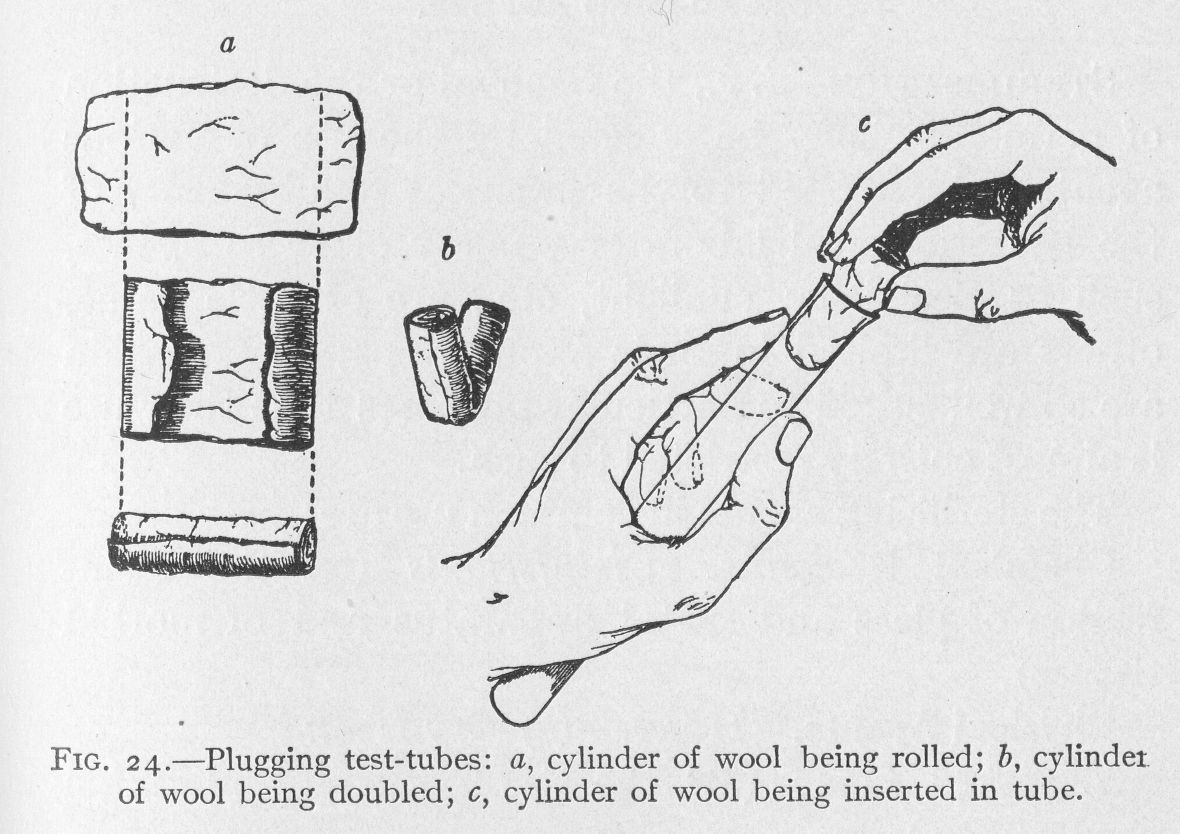 a
b
c
FIG. 24.—Plugging test-tubes: a, cylinder of wool being rolled; b, cylinder
of wool being doubled; c, cylinder of wool being inserted in tube.